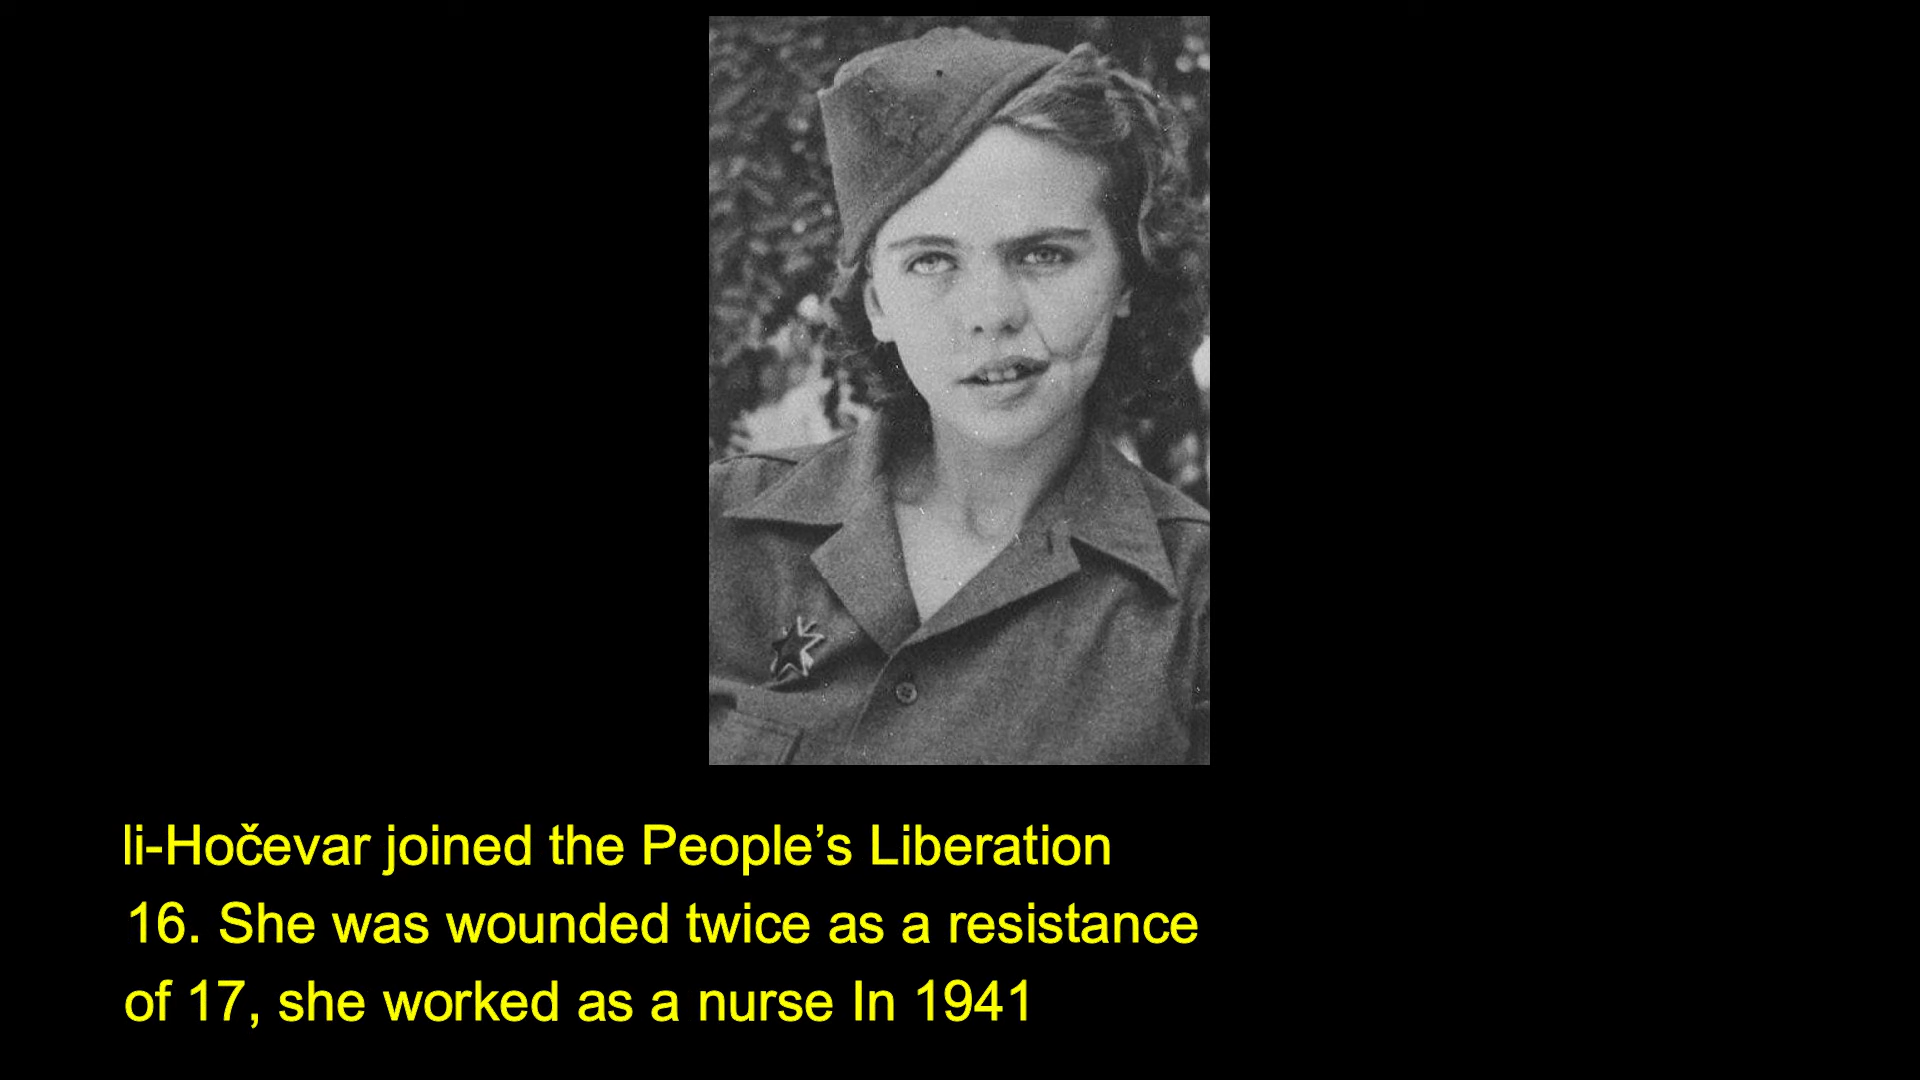 li-Hočevar joined the People’s Liberation
16. She was wounded twice as a resistance
of 17, she worked as a nurse In 1941